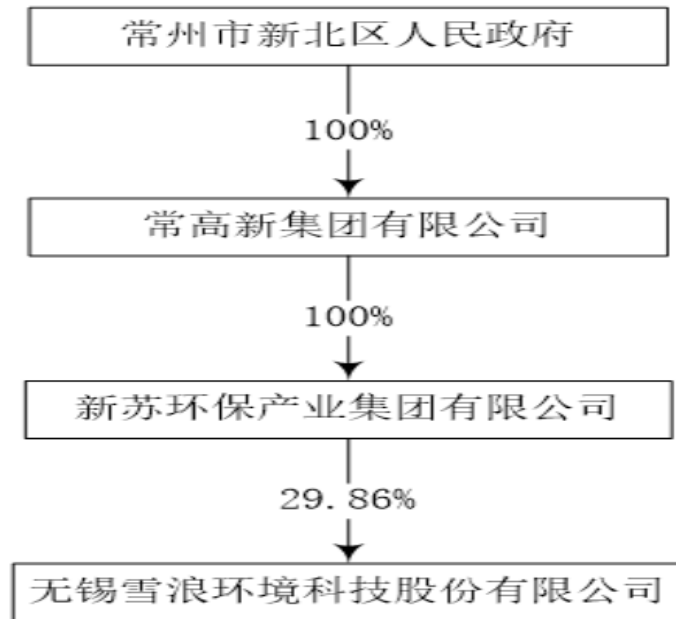 常州市新北区人民政府
100%
常高新集团有限公司
100%
新苏环保产业集团有限公司
29.86%
无锡雪浪环境科技股份有限公司